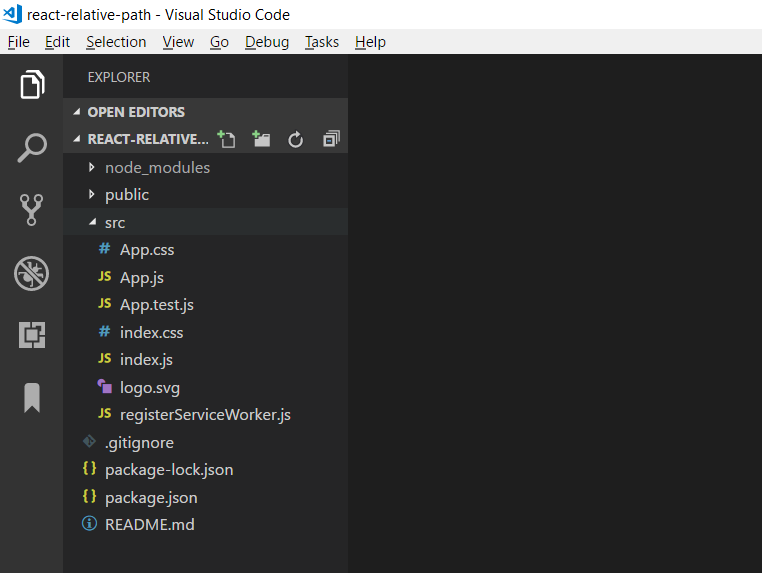 react-relative-path - Visual Studio Code
File Edit Selection View Go Debug Tasks Help
EXPLORER
OPEN EDITORS
REACT-RELATIVE...
node_modules
public
src
# App.css
JS App.js
JS App.test.js
# index.css
JS index.js
logo.svg
JS registerServiceWorker.js
.gitignore
{} package-lock.json
{} package.json
README.md